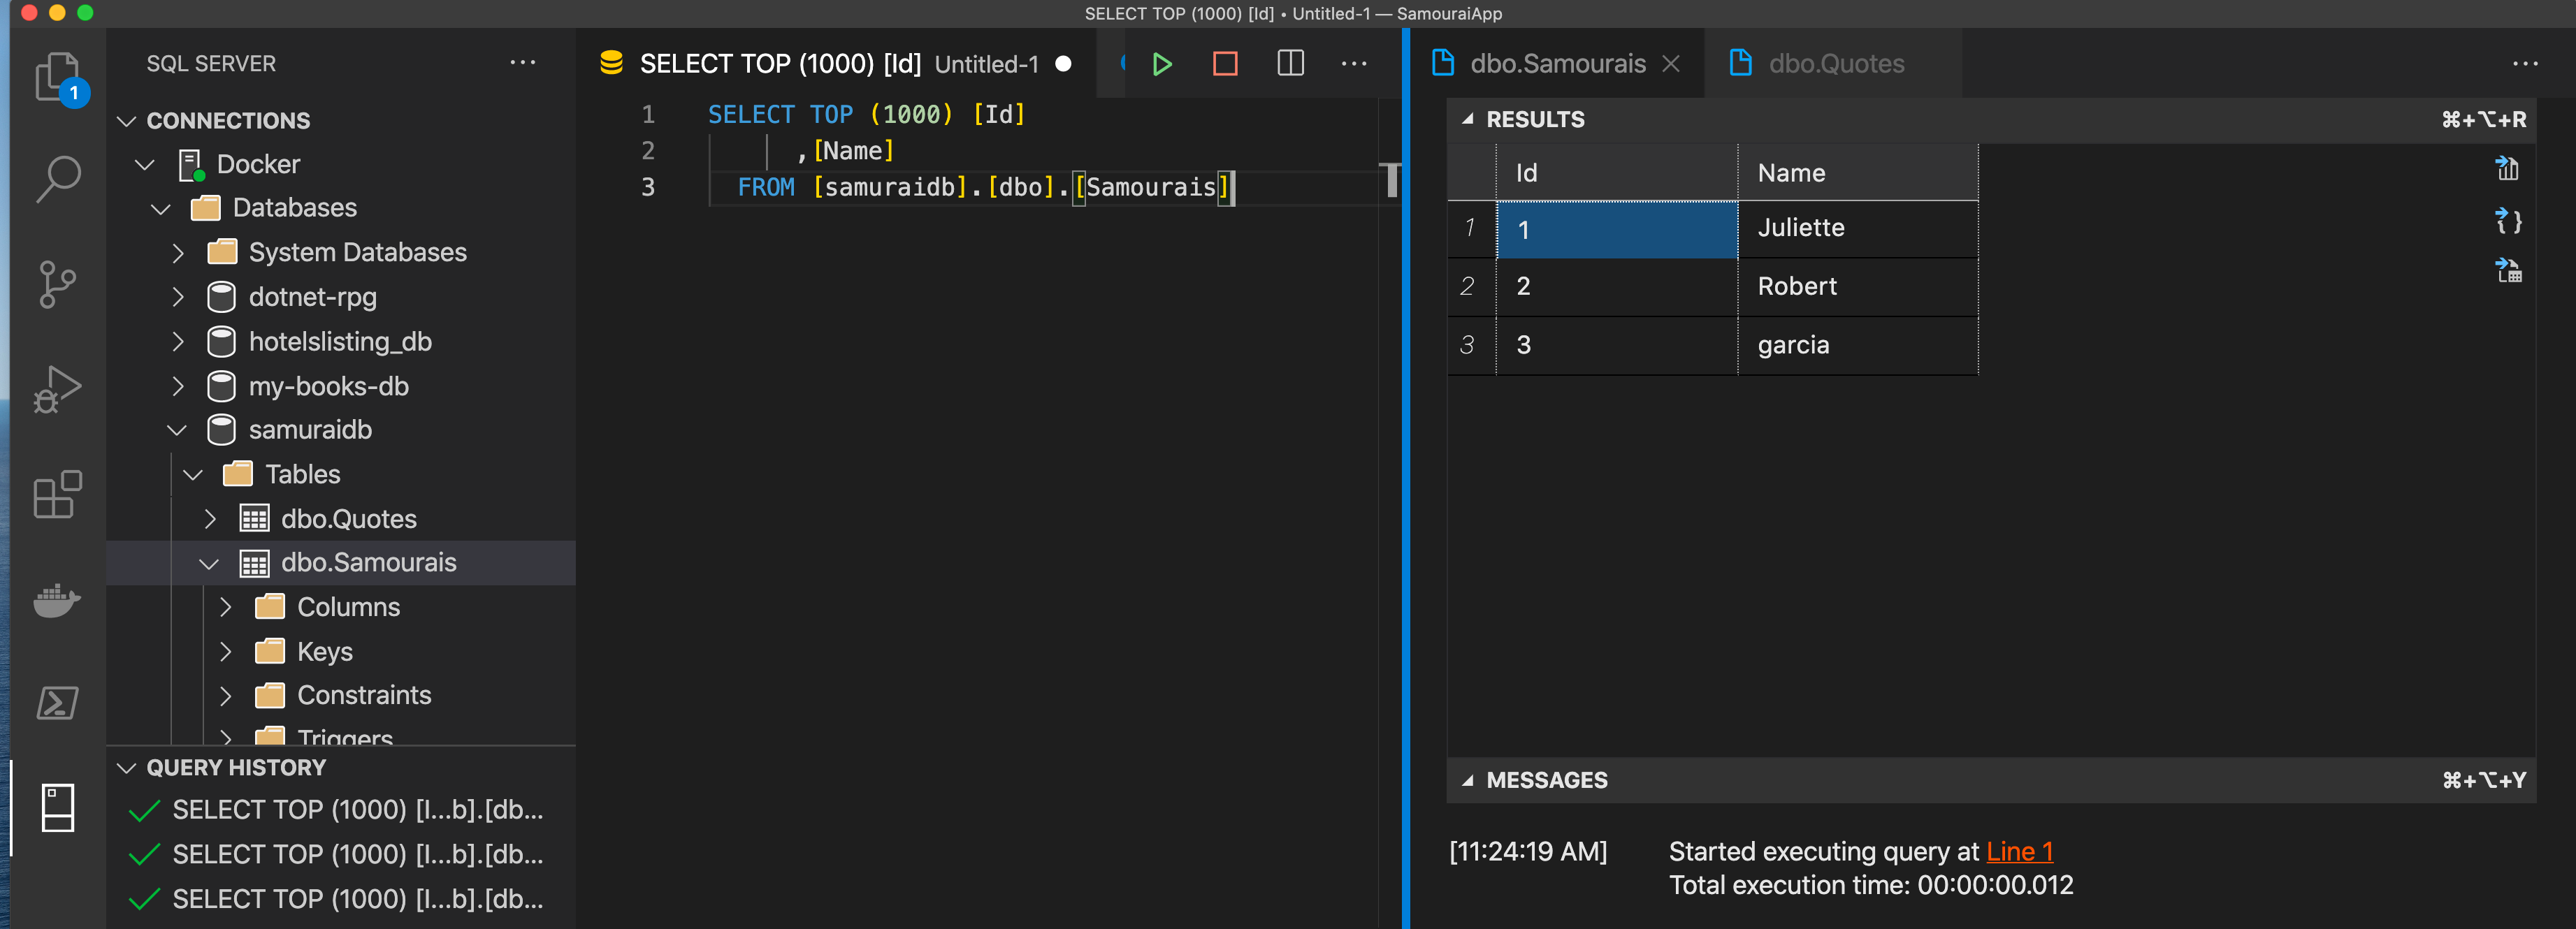 SELECT TOP (1000) [Id] • Untitled-1 — SamouraiApp
1
SQL SERVER
CONNECTIONS
Docker
Databases
System Databases
dotnet-rpg
hotelslisting_db
my-books-db
samuraidb
Tables
dbo.Quotes
dbo.Samourais
Columns
Keys
Constraints
Triggers
QUERY HISTORY
SELECT TOP (1000) [I...b].[db...
SELECT TOP (1000) [I...b].[db...
SELECT TOP (1000) [I...b].[db...
SELECT TOP (1000) [Id] Untitled-1
1 SELECT TOP (1000) [Id]
2 ,[Name]
3 FROM [samuraidb].[dbo].[Samourais]
dbo.Samourais
dbo.Quotes
RESULTS ⌘+⌥+R
Id Name
1 1 Juliette
2 2 Robert
3 3 garcia
MESSAGES ⌘+⌥+Y
[11:24:19 AM] Started executing query at Line 1
Total execution time: 00:00:00.012